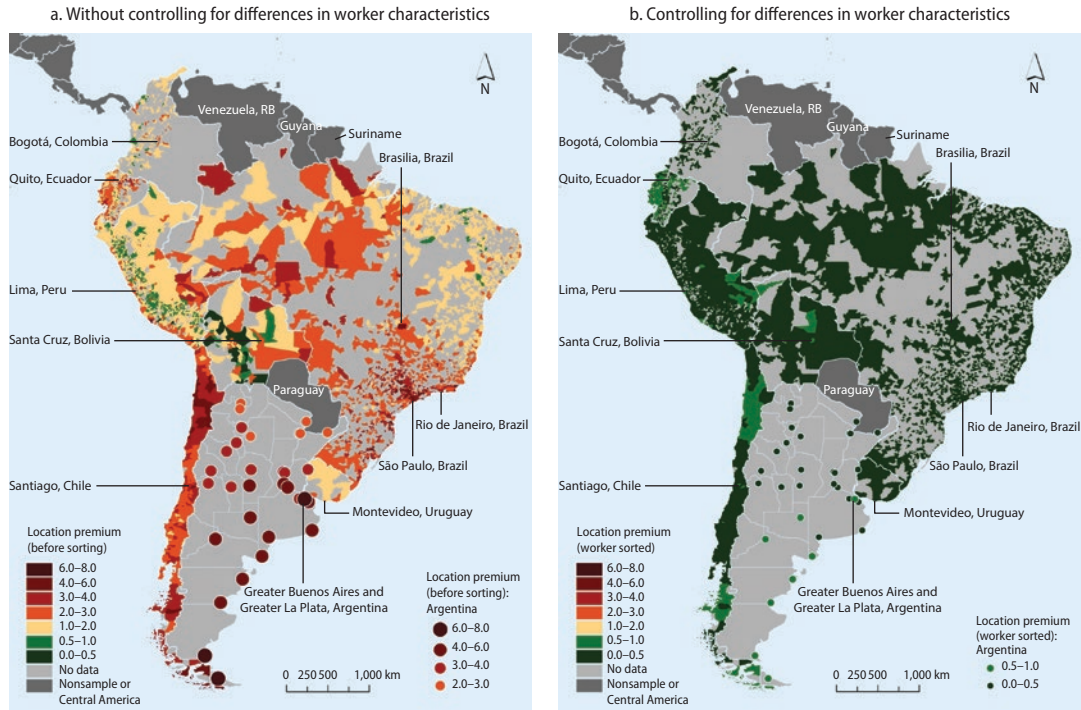 a. Without controlling for differences in worker characteristics
N
Venezuela, RB
Guyana
Suriname
Bogotá, Colombia
Brasilia, Brazil
Quito, Ecuador
Lima, Peru
Santa Cruz, Bolivia
Paraguay
Rio de Janeiro, Brazil
São Paulo, Brazil
Santiago, Chile
Montevideo, Uruguay
Location premium
(before sorting)
6.0–8.0
4.0–6.0
3.0–4.0
2.0–3.0
1.0–2.0
0.5–1.0
0.0–0.5
No data
Nonsample or
Central America
Greater Buenos Aires and
Greater La Plata, Argentina
Location premium
(before sorting):
Argentina
6.0–8.0
4.0–6.0
3.0–4.0
2.0–3.0
0 250 500 1,000 km
b. Controlling for differences in worker characteristics
N
Venezuela, RB
Guyana
Suriname
Bogotá, Colombia
Brasilia, Brazil
Quito, Ecuador
Lima, Peru
Santa Cruz, Bolivia
Paraguay
Rio de Janeiro, Brazil
São Paulo, Brazil
Santiago, Chile
Montevideo, Uruguay
Location premium
(worker sorted)
6.0–8.0
4.0–6.0
3.0–4.0
2.0–3.0
1.0–2.0
0.5–1.0
0.0–0.5
No data
Nonsample or
Central America
Greater Buenos Aires and
Greater La Plata, Argentina
Location premium
(worker sorted):
Argentina
0.5–1.0
0.0–0.5
0 250 500 1,000 km